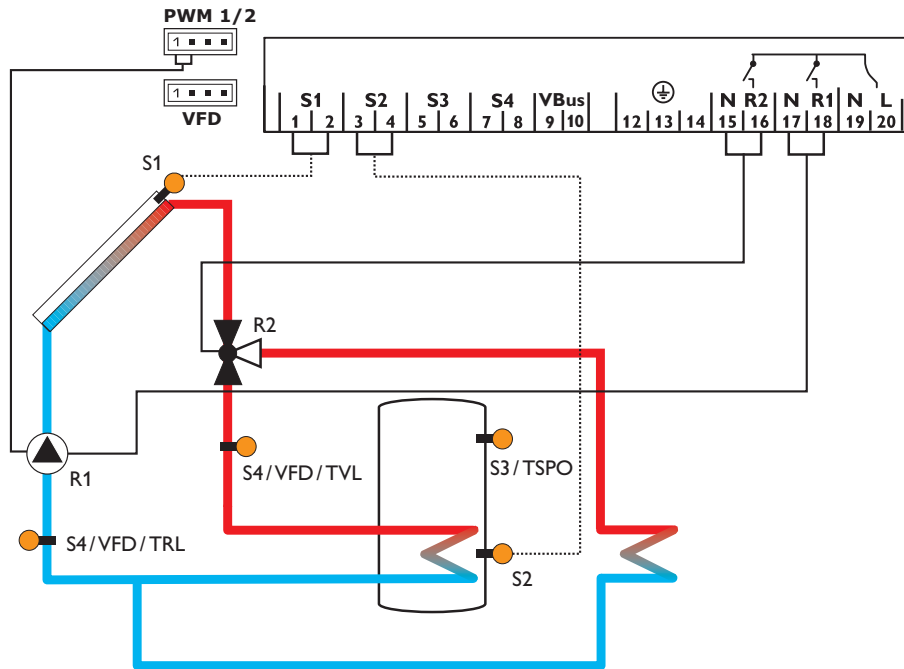 PWM 1/2
1
1
VFD
S1 S2 S3 S4 VBus N R2 N R1 N L
1 2 3 4 5 6 7 8 9 10 12 13 14 15 16 17 18 19 20
S1
R2
S4/VFD/TVL
S3/TSPO
R1
S4/VFD/TRL
S2